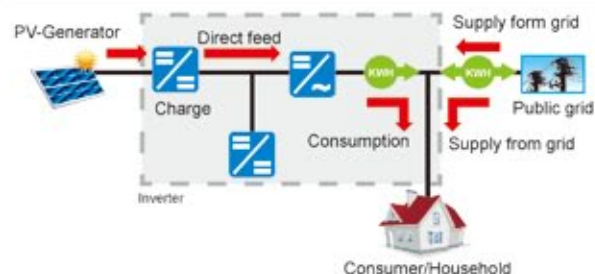 PV-Generator
Direct feed
Supply form grid
KWH
KWH
Charge
Public grid
Consumption
Supply from grid
Inverter
Consumer/Household